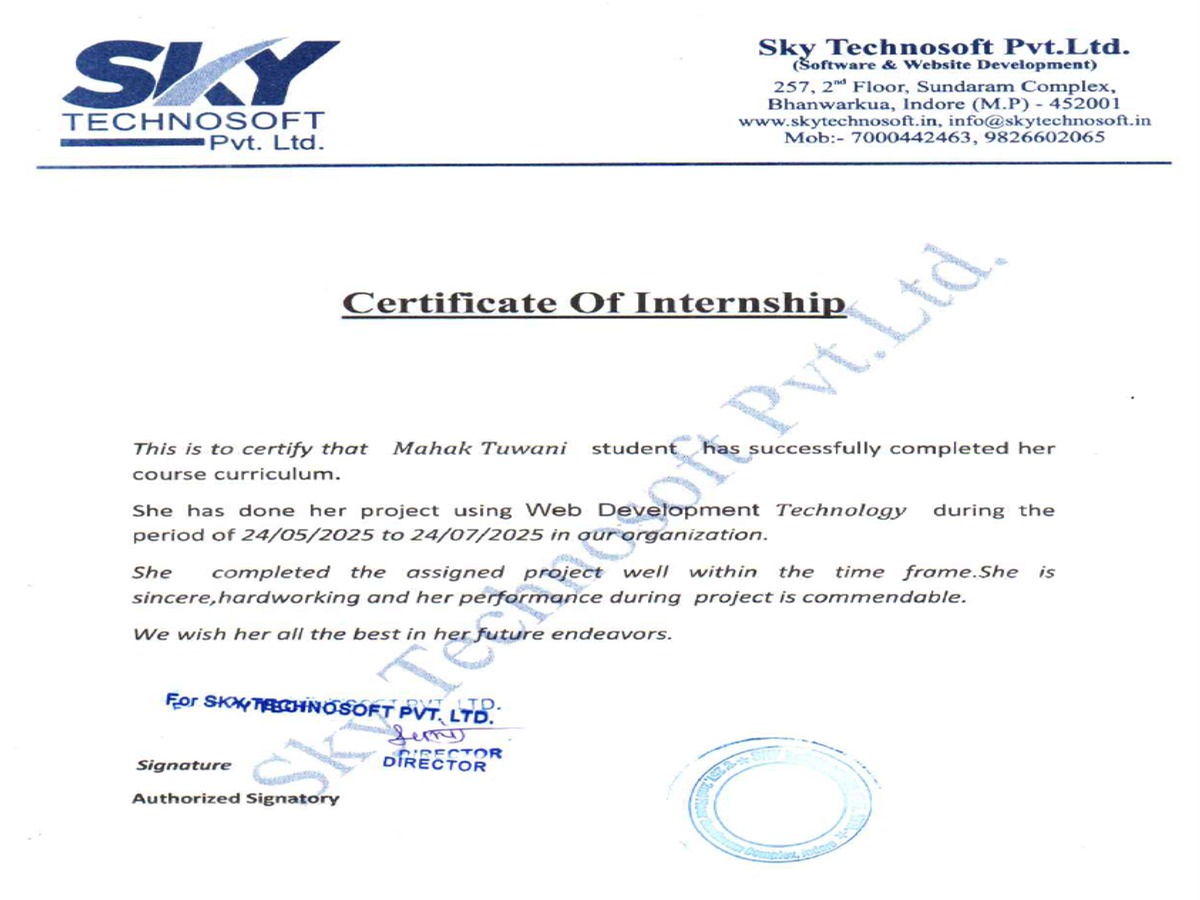 SKY
TECHNOSOFT
Pvt. Ltd.
Sky Technosoft Pvt.Ltd.
(Software & Website Development)
257, 2nd Floor, Sundaram Complex,
Bhanwarkua, Indore (M.P) - 452001
www.skytechnosoft.in, info@skytechnosoft.in
Mob:- 7000442463, 9826602065
Certificate Of Internship
This is to certify that Mahak Tuwani student has successfully completed her
course curriculum.
She has done her project using Web Development Technology during the
period of 24/05/2025 to 24/07/2025 in our organization.
She completed the assigned project well within the time frame.She is
sincere,hardworking and her performance during project is commendable.
We wish her all the best in her future endeavors.
Sky Technosoft Pvt.Ltd.
For SKY TECHNOSOFT PVT. LTD.
DIRECTOR
DIRECTOR
Signature
Authorized Signatory
Complex, Indore